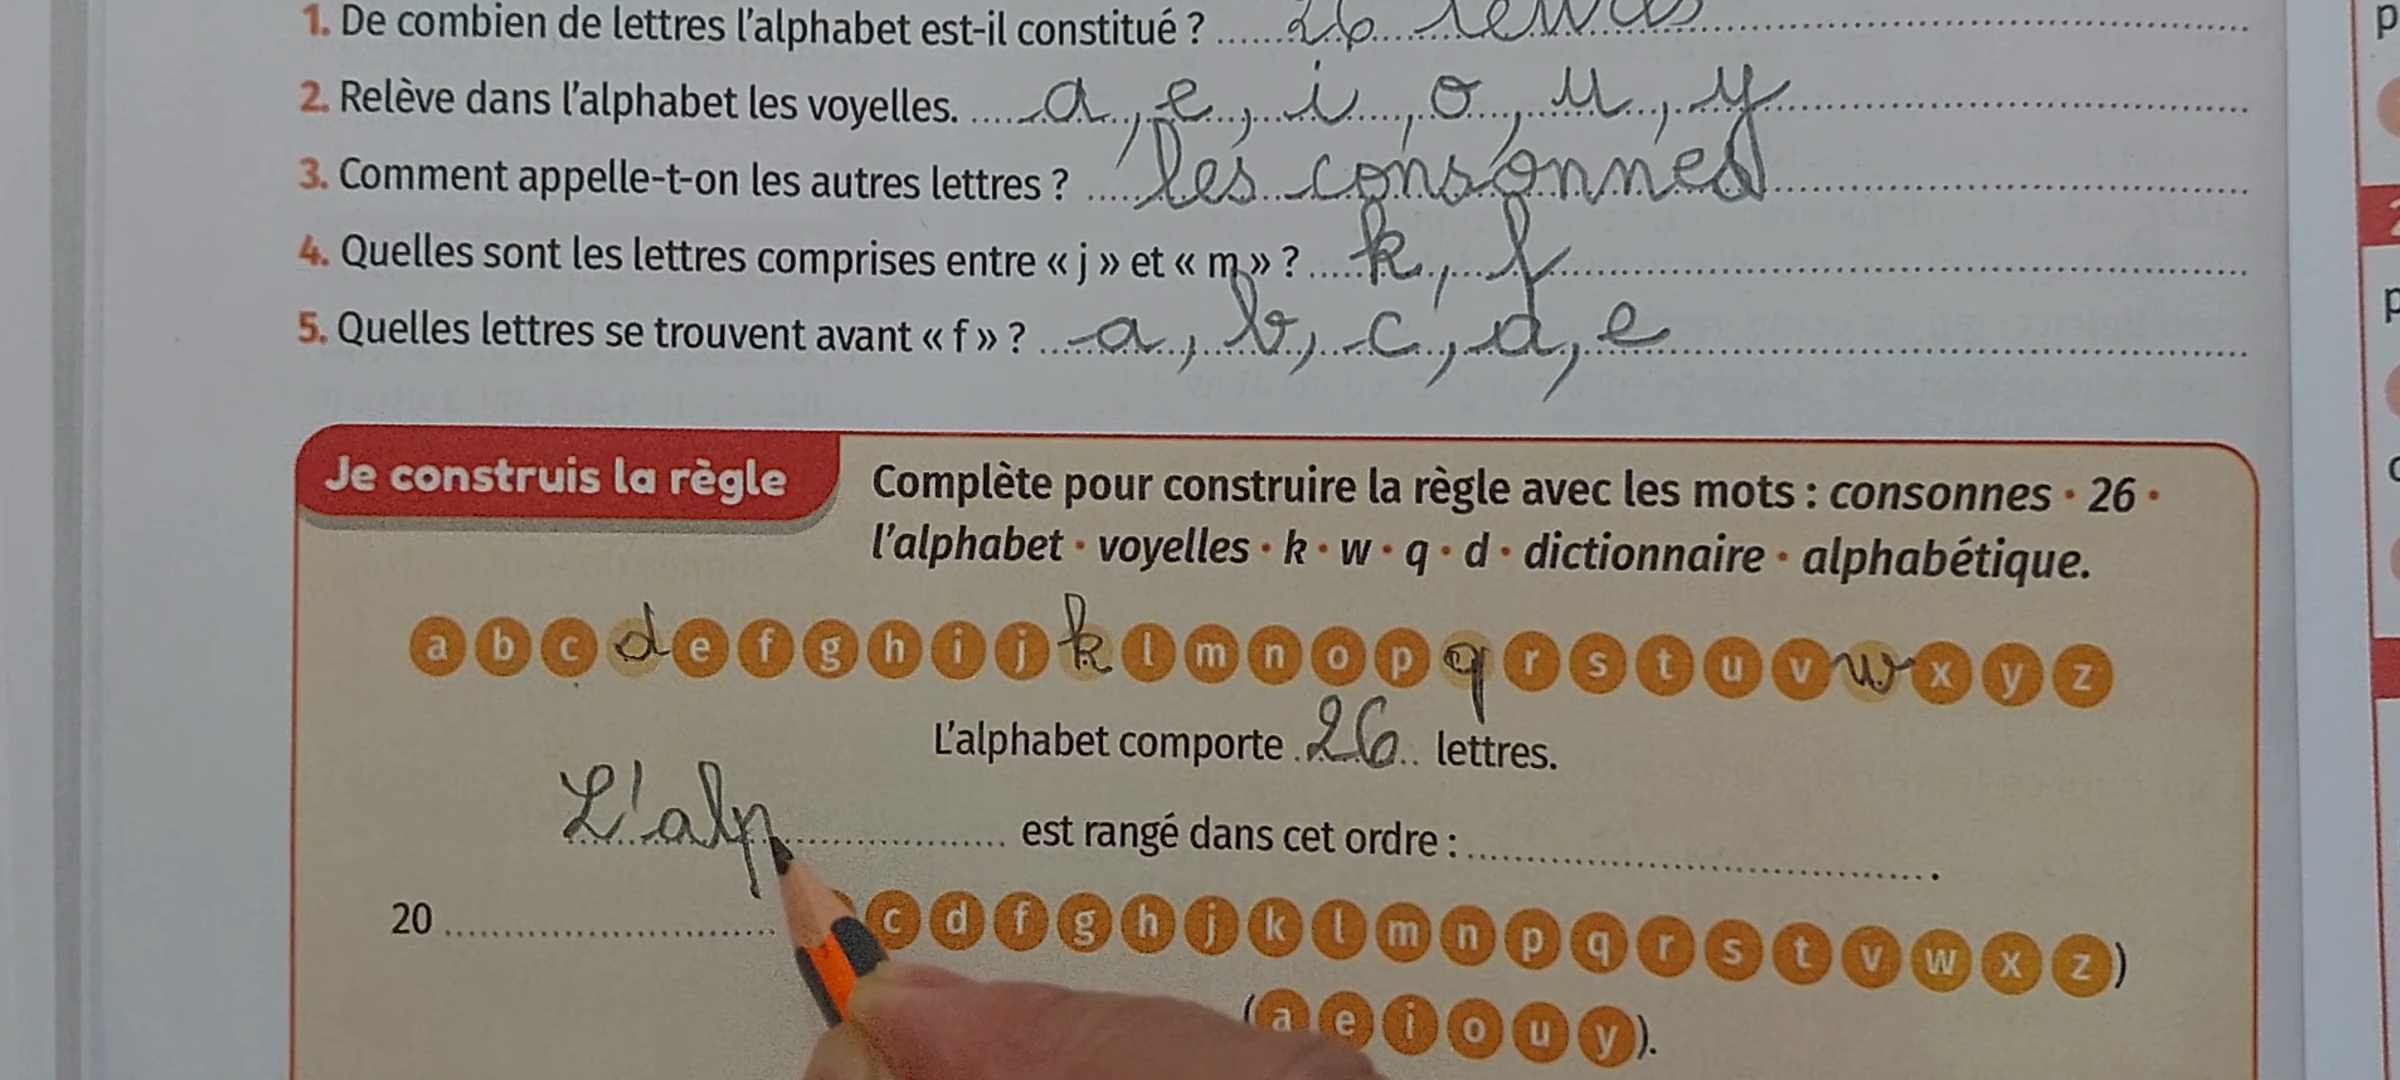 1. De combien de lettres l'alphabet est-il constitué ? 26 lettres
2. Relève dans l'alphabet les voyelles. a, e, i, o, u, y
3. Comment appelle-t-on les autres lettres ? les consonnes
4. Quelles sont les lettres comprises entre « j » et « m » ? k, l
5. Quelles lettres se trouvent avant « f » ? a, b, c, d, e
Je construis la règle
Complète pour construire la règle avec les mots : consonnes • 26 •
l'alphabet • voyelles • k • w • q • d • dictionnaire • alphabétique.
a b c d e f g h i j k l m n o p q r s t u v w x y z
L'alphabet comporte 26 lettres.
L'alp est rangé dans cet ordre :
20 c d f g h j k l m n p q r s t v w x z)
(a e i o u y).